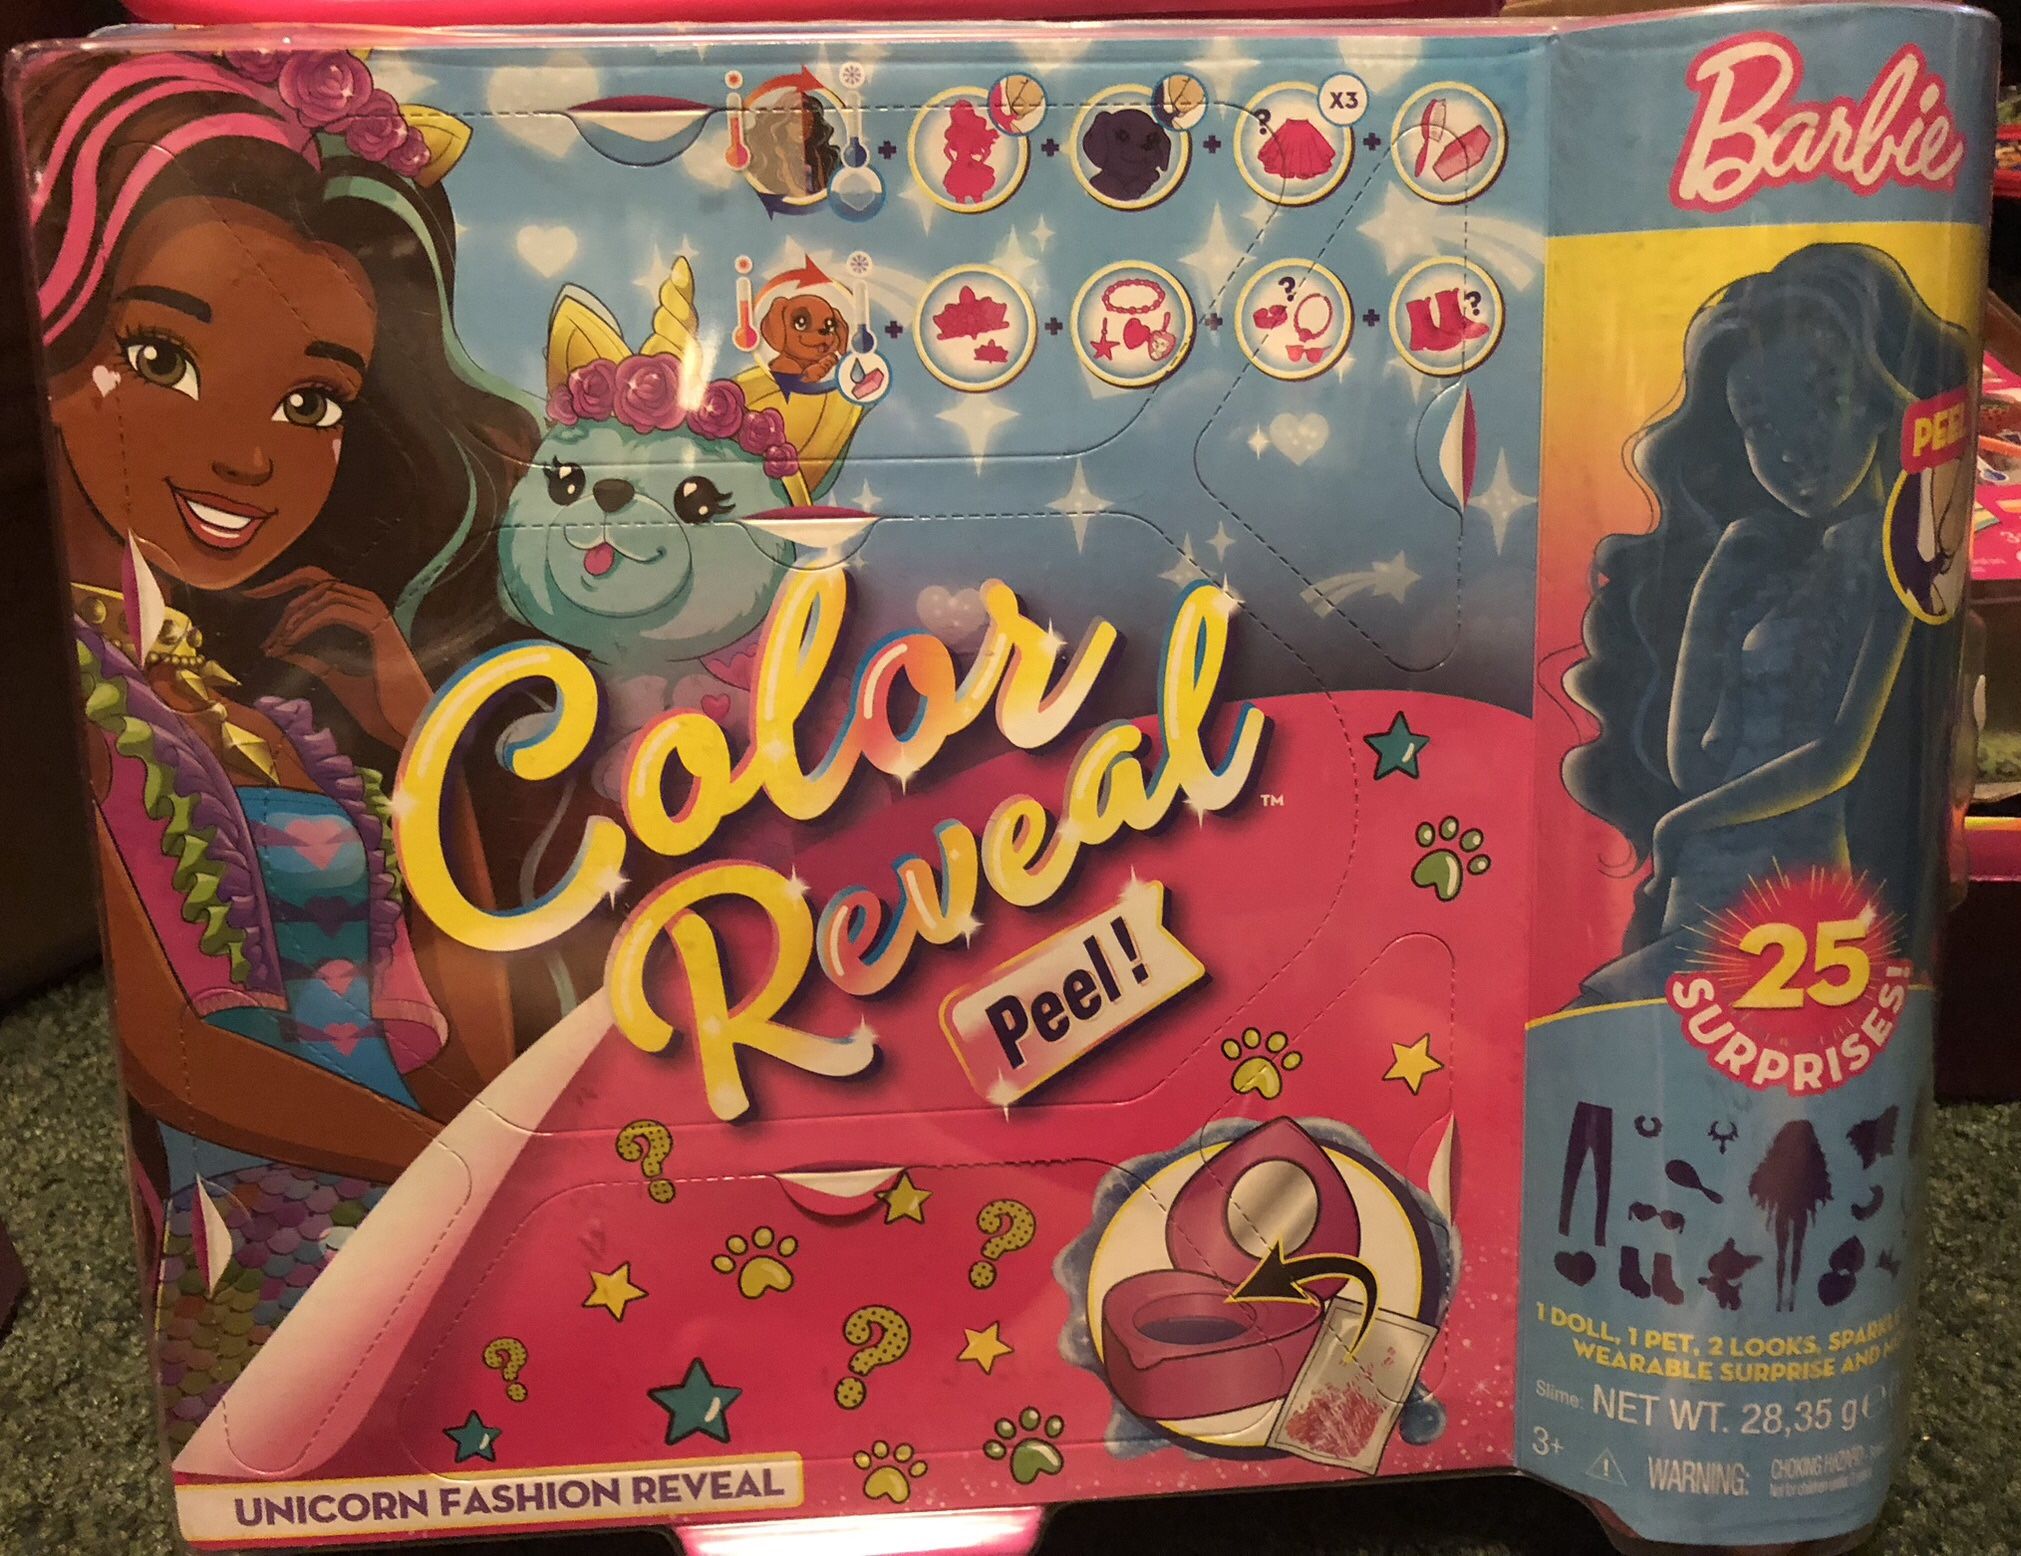 Barbie
X3
?
?
?
PEEL
Color
Reveal
TM
Peel!
25
SURPRISES!
1 DOLL, 1 PET, 2 LOOKS,
WEARABLE SURPRISE AND
Slime: NET WT. 28,35 g
3+
WARNING: CHOKING HAZARD
UNICORN FASHION REVEAL